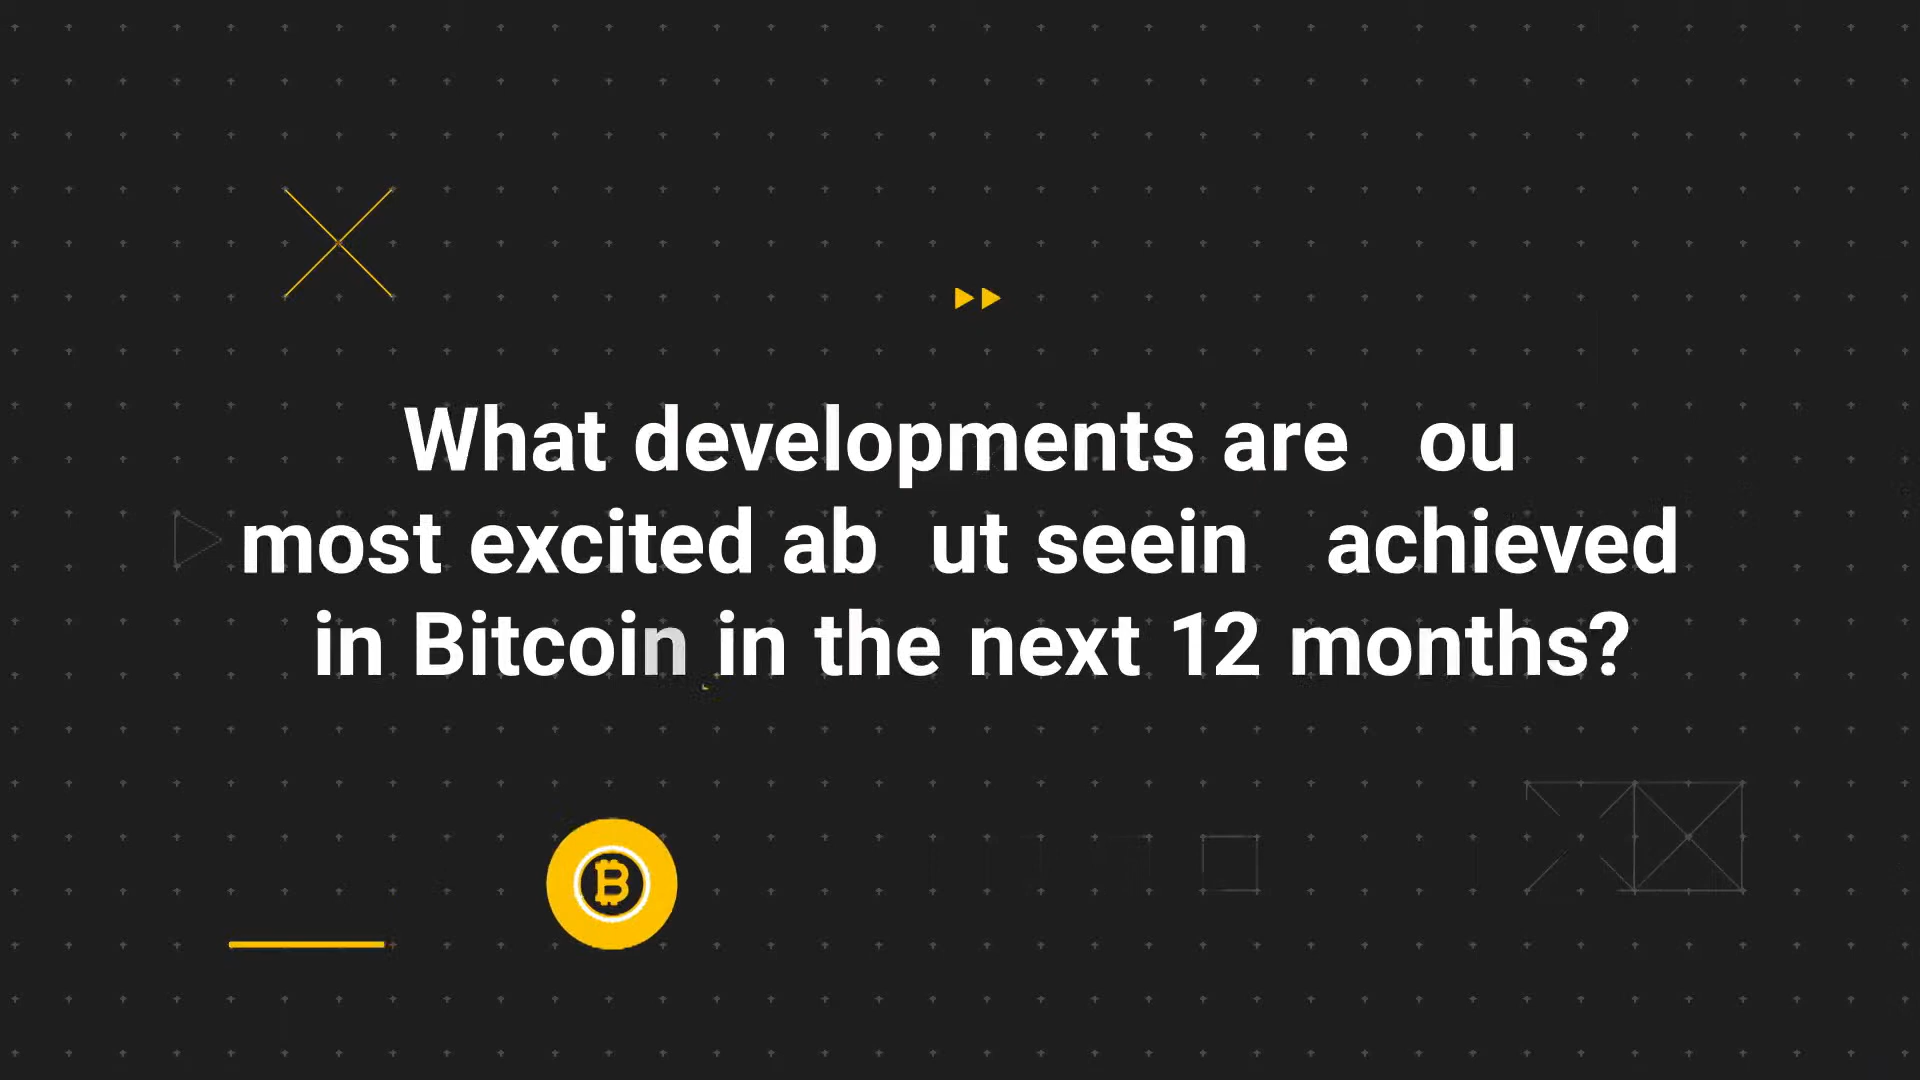 What developments are ou
most excited ab ut seein achieved
in Bitcoin in the next 12 months?